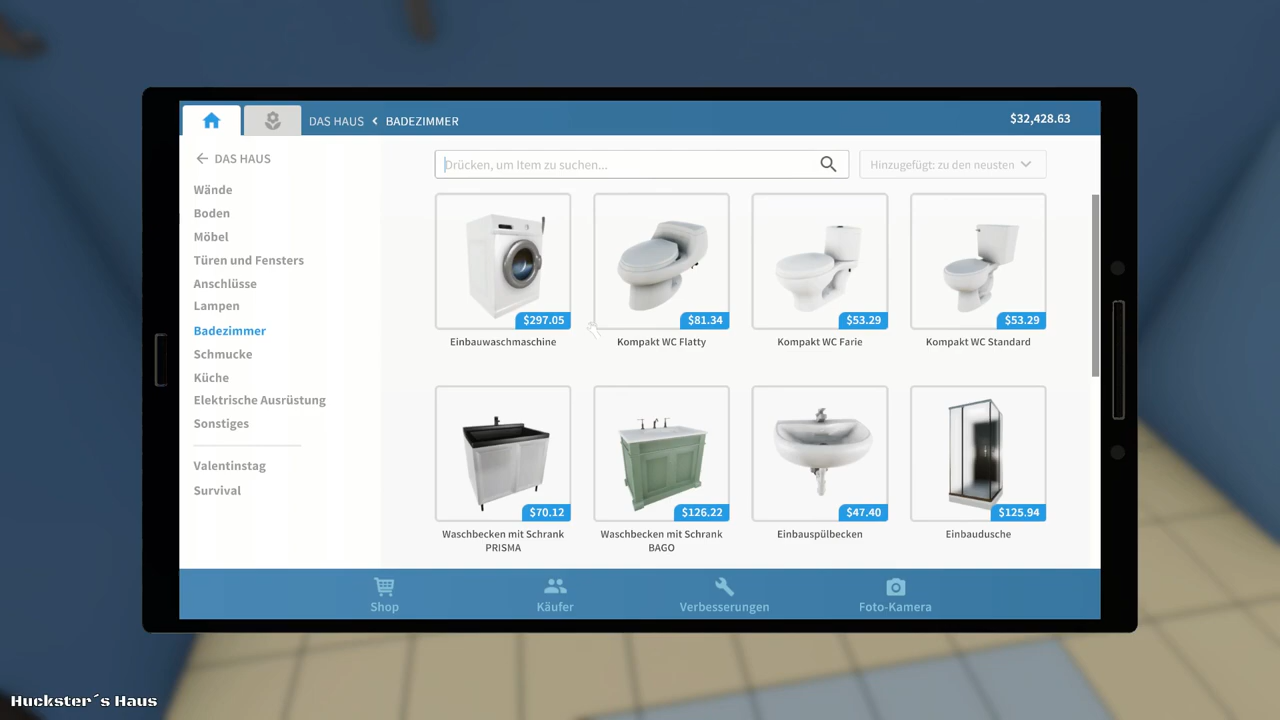 DAS HAUS < BADEZIMMER
$32,428.63
← DAS HAUS
Wände
Boden
Möbel
Türen und Fensters
Anschlüsse
Lampen
Badezimmer
Schmucke
Küche
Elektrische Ausrüstung
Sonstiges
Valentinstag
Survival
Drücken, um Item zu suchen...
Hinzugefügt: zu den neusten
$297.05
Einbauwaschmaschine
$81.34
Kompakt WC Flatty
$53.29
Kompakt WC Farie
$53.29
Kompakt WC Standard
$70.12
Waschbecken mit Schrank
PRISMA
$126.22
Waschbecken mit Schrank
BAGO
$47.40
Einbauspülbecken
$125.94
Einbaudusche
Shop
Käufer
Verbesserungen
Foto-Kamera
Huckster´s Haus